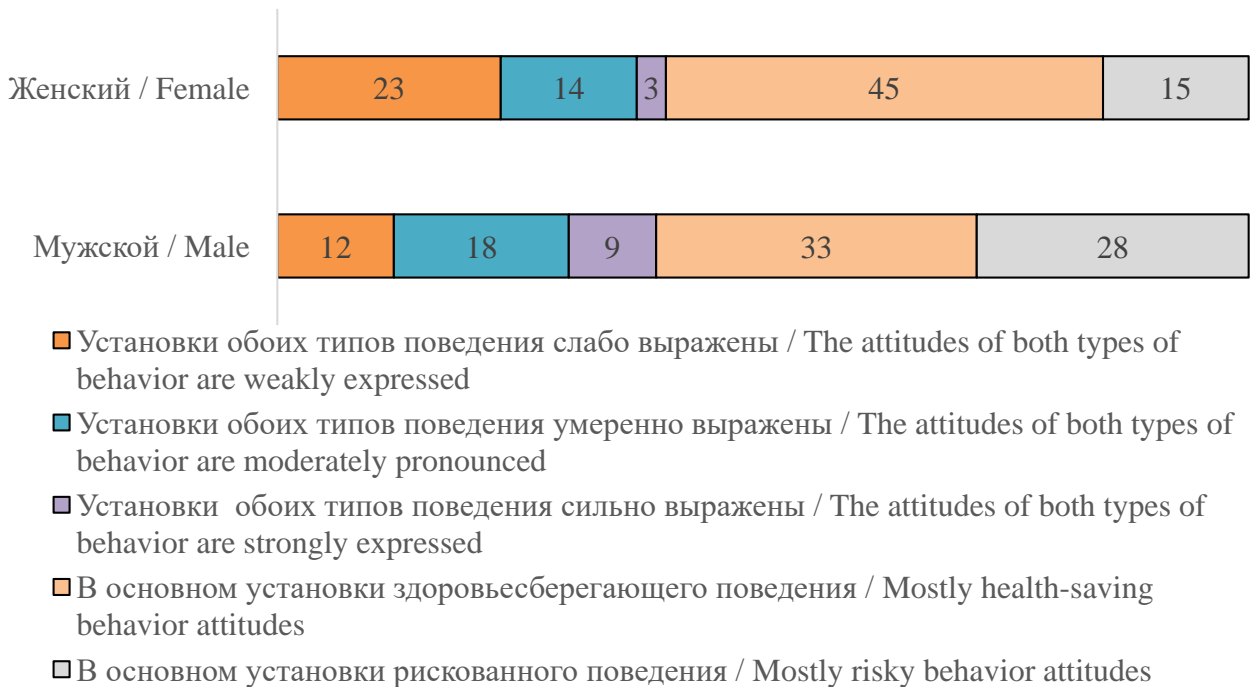 Женский / Female
23 14 3 45 15
Мужской / Male
12 18 9 33 28
Установки обоих типов поведения слабо выражены / The attitudes of both types of
behavior are weakly expressed
Установки обоих типов поведения умеренно выражены / The attitudes of both types of
behavior are moderately pronounced
Установки обоих типов поведения сильно выражены / The attitudes of both types of
behavior are strongly expressed
В основном установки здоровьесберегающего поведения / Mostly health-saving
behavior attitudes
В основном установки рискованного поведения / Mostly risky behavior attitudes